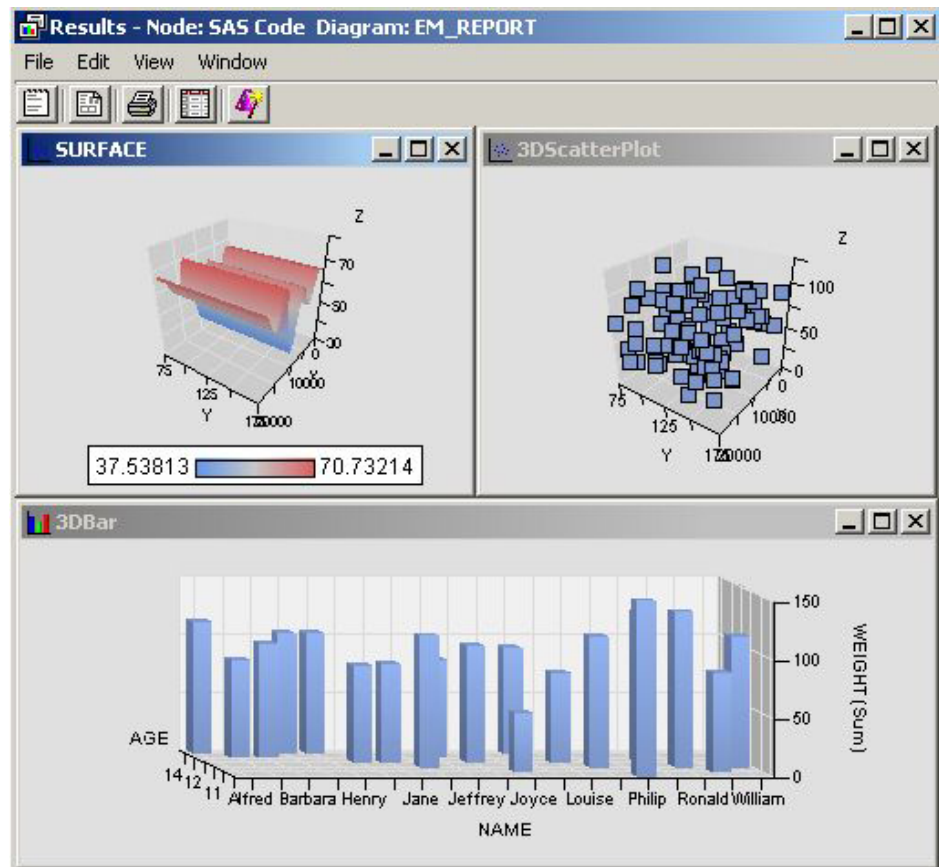 Results - Node: SAS Code Diagram: EM_REPORT
File Edit View Window
SURFACE
Z
70
50
30
0
10000
75
125
Y
37.53813
70.73214
3DScatterPlot
Z
100
50
0
0
75
125
Y
3DBar
150
100
50
0
WEIGHT (Sum)
AGE
14 12 11
Alfred Barbara Henry Jane Jeffrey Joyce Louise Philip Ronald William
NAME